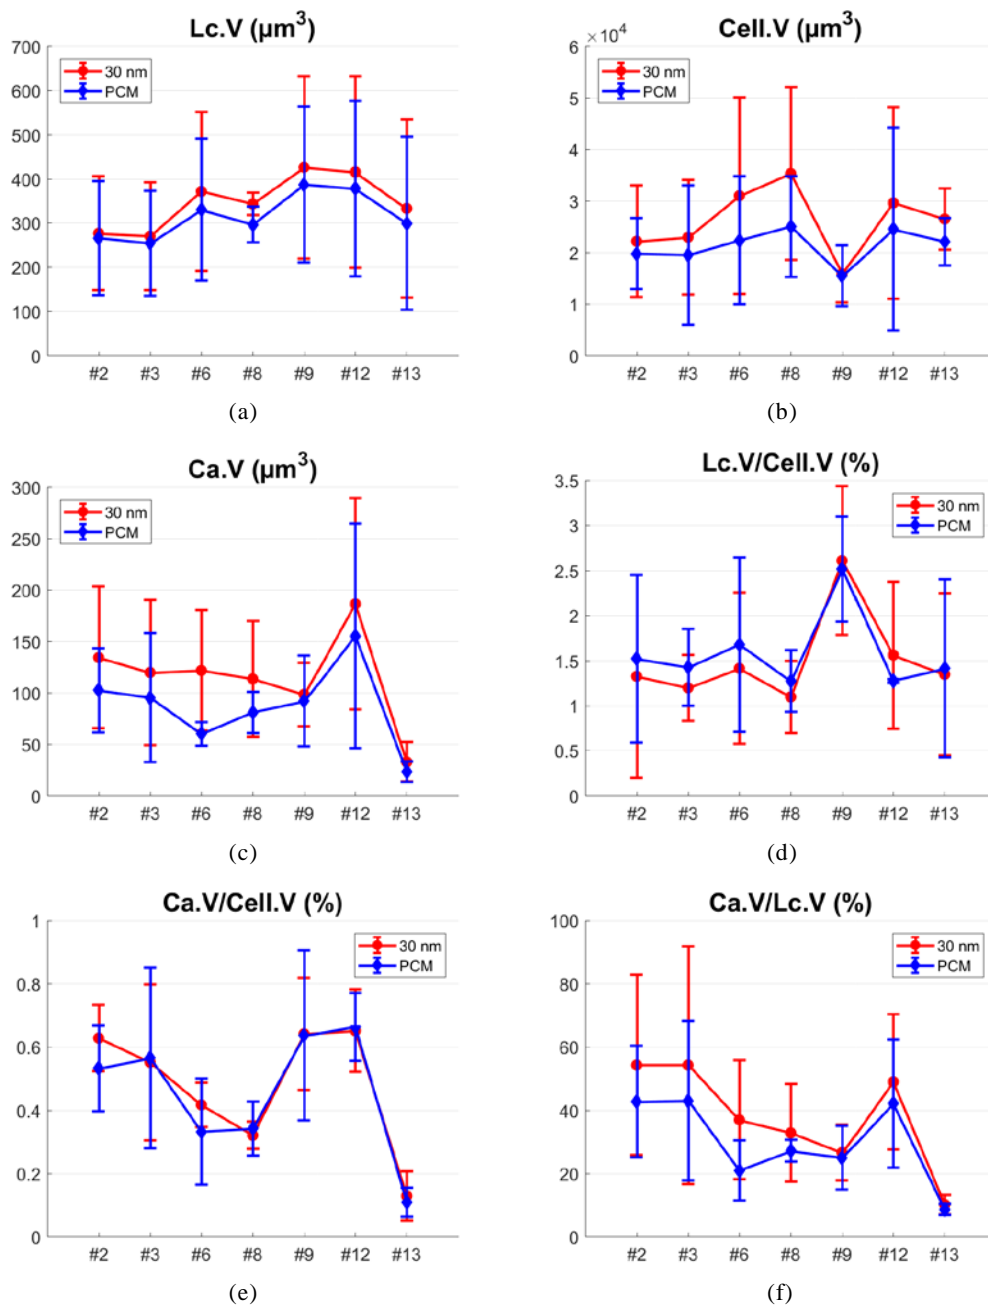 Lc.V (µm³)
700
600
500
400
300
200
100
0
30 nm
PCM
#2 #3 #6 #8 #9 #12 #13
(a)
Cell.V (µm³)
×10⁴
6
5
4
3
2
1
0
30 nm
PCM
#2 #3 #6 #8 #9 #12 #13
(b)
Ca.V (µm³)
300
250
200
150
100
50
0
30 nm
PCM
#2 #3 #6 #8 #9 #12 #13
(c)
Lc.V/Cell.V (%)
3.5
3
2.5
2
1.5
1
0.5
0
30 nm
PCM
#2 #3 #6 #8 #9 #12 #13
(d)
Ca.V/Cell.V (%)
1
0.8
0.6
0.4
0.2
0
30 nm
PCM
#2 #3 #6 #8 #9 #12 #13
(e)
Ca.V/Lc.V (%)
100
80
60
40
20
0
30 nm
PCM
#2 #3 #6 #8 #9 #12 #13
(f)